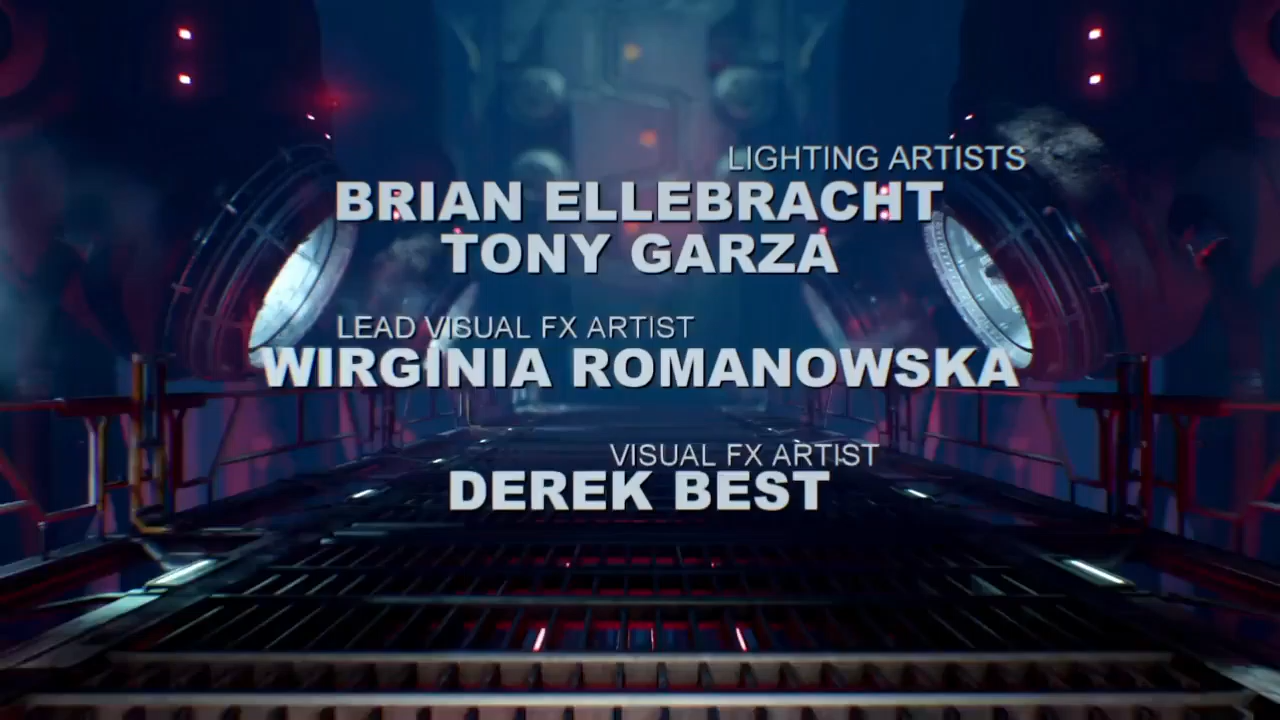 LIGHTING ARTISTS
BRIAN ELLEBRACHT
TONY GARZA
LEAD VISUAL FX ARTIST
WIRGINIA ROMANOWSKA
VISUAL FX ARTIST
DEREK BEST